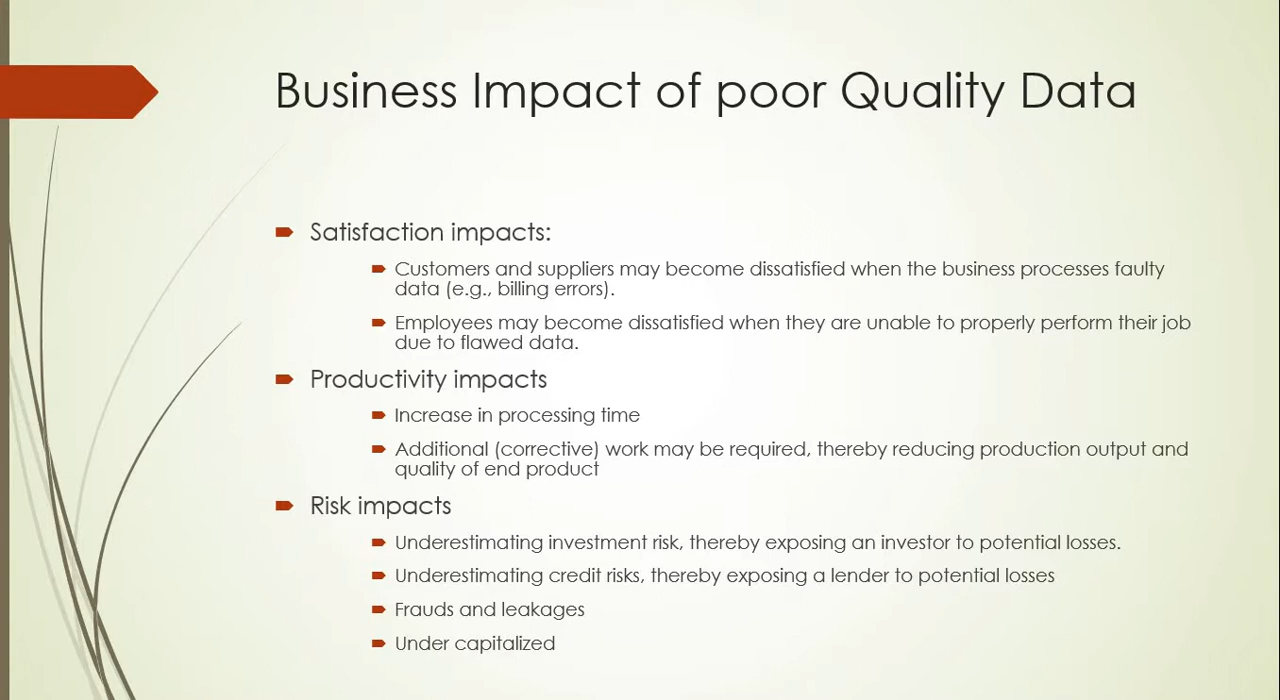 Business Impact of poor Quality Data
Satisfaction impacts:
Customers and suppliers may become dissatisfied when the business processes faulty
data (e.g., billing errors).
Employees may become dissatisfied when they are unable to properly perform their job
due to flawed data.
Productivity impacts
Increase in processing time
Additional (corrective) work may be required, thereby reducing production output and
quality of end product
Risk impacts
Underestimating investment risk, thereby exposing an investor to potential losses.
Underestimating credit risks, thereby exposing a lender to potential losses
Frauds and leakages
Under capitalized